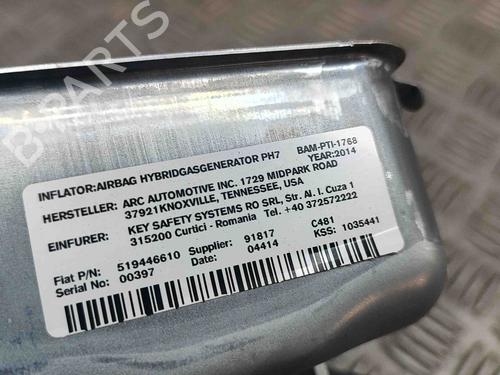 B-PARTS
INFLATOR:AIRBAG HYBRIDGASGENERATOR PH7 BAM-PTI-1768
YEAR:2014
HERSTELLER: ARC AUTOMOTIVE INC. 1729 MIDPARK ROAD
37921KNOXVILLE, TENNESSEE, USA
EINFURER: KEY SAFETY SYSTEMS RO SRL, Str. Al. I. Cuza 1
315200 Curtici - Romania Tel. +40 372572222
Fiat P/N: 519446610 Supplier: 91817 C481
Serial No: 00397 Date: 04414 KSS: 1035441